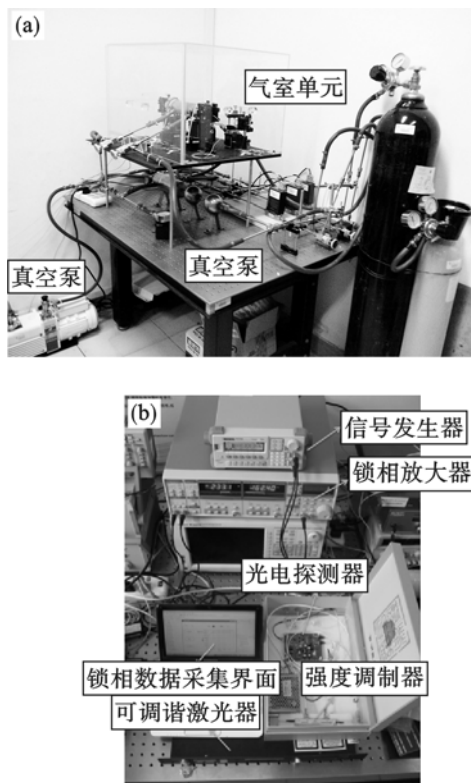 (a)
气室单元
真空泵
真空泵
(b)
信号发生器
锁相放大器
光电探测器
锁相数据采集界面
强度调制器
可调谐激光器